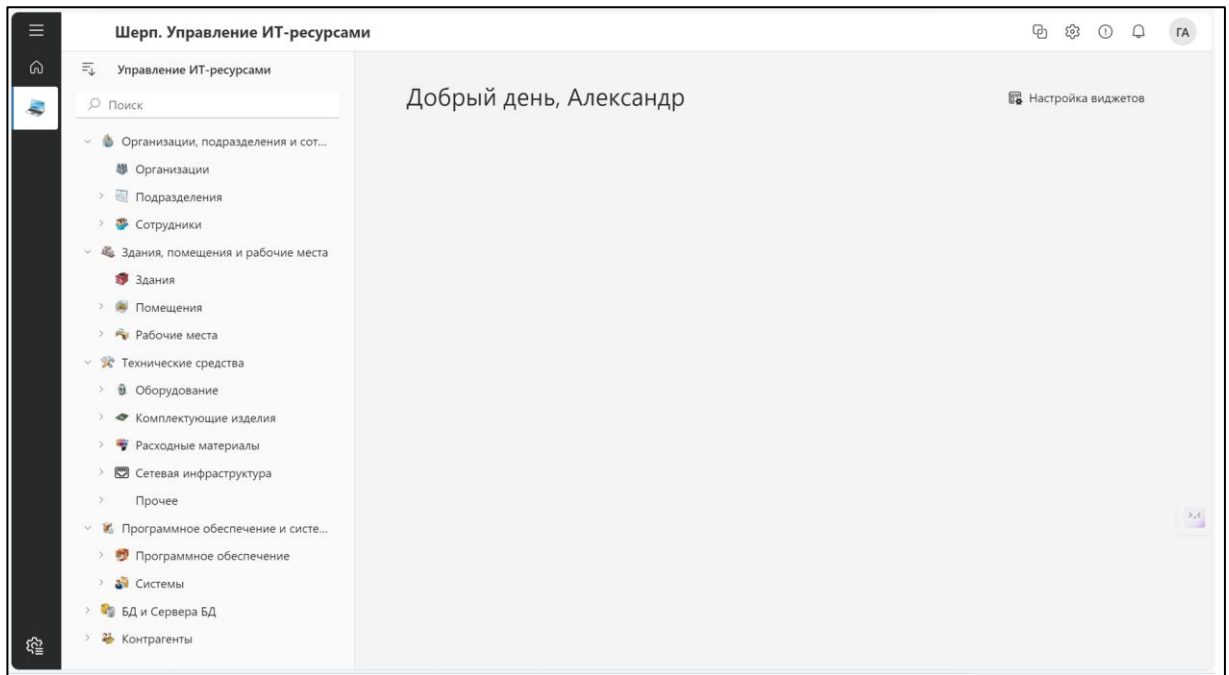 Шерп. Управление ИТ-ресурсами
ГА
Управление ИТ-ресурсами
Поиск
Добрый день, Александр
Настройка виджетов
Организации, подразделения и сот...
Организации
Подразделения
Сотрудники
Здания, помещения и рабочие места
Здания
Помещения
Рабочие места
Технические средства
Оборудование
Комплектующие изделия
Расходные материалы
Сетевая инфраструктура
Прочее
Программное обеспечение и систе...
Программное обеспечение
Системы
БД и Сервера БД
Контрагенты